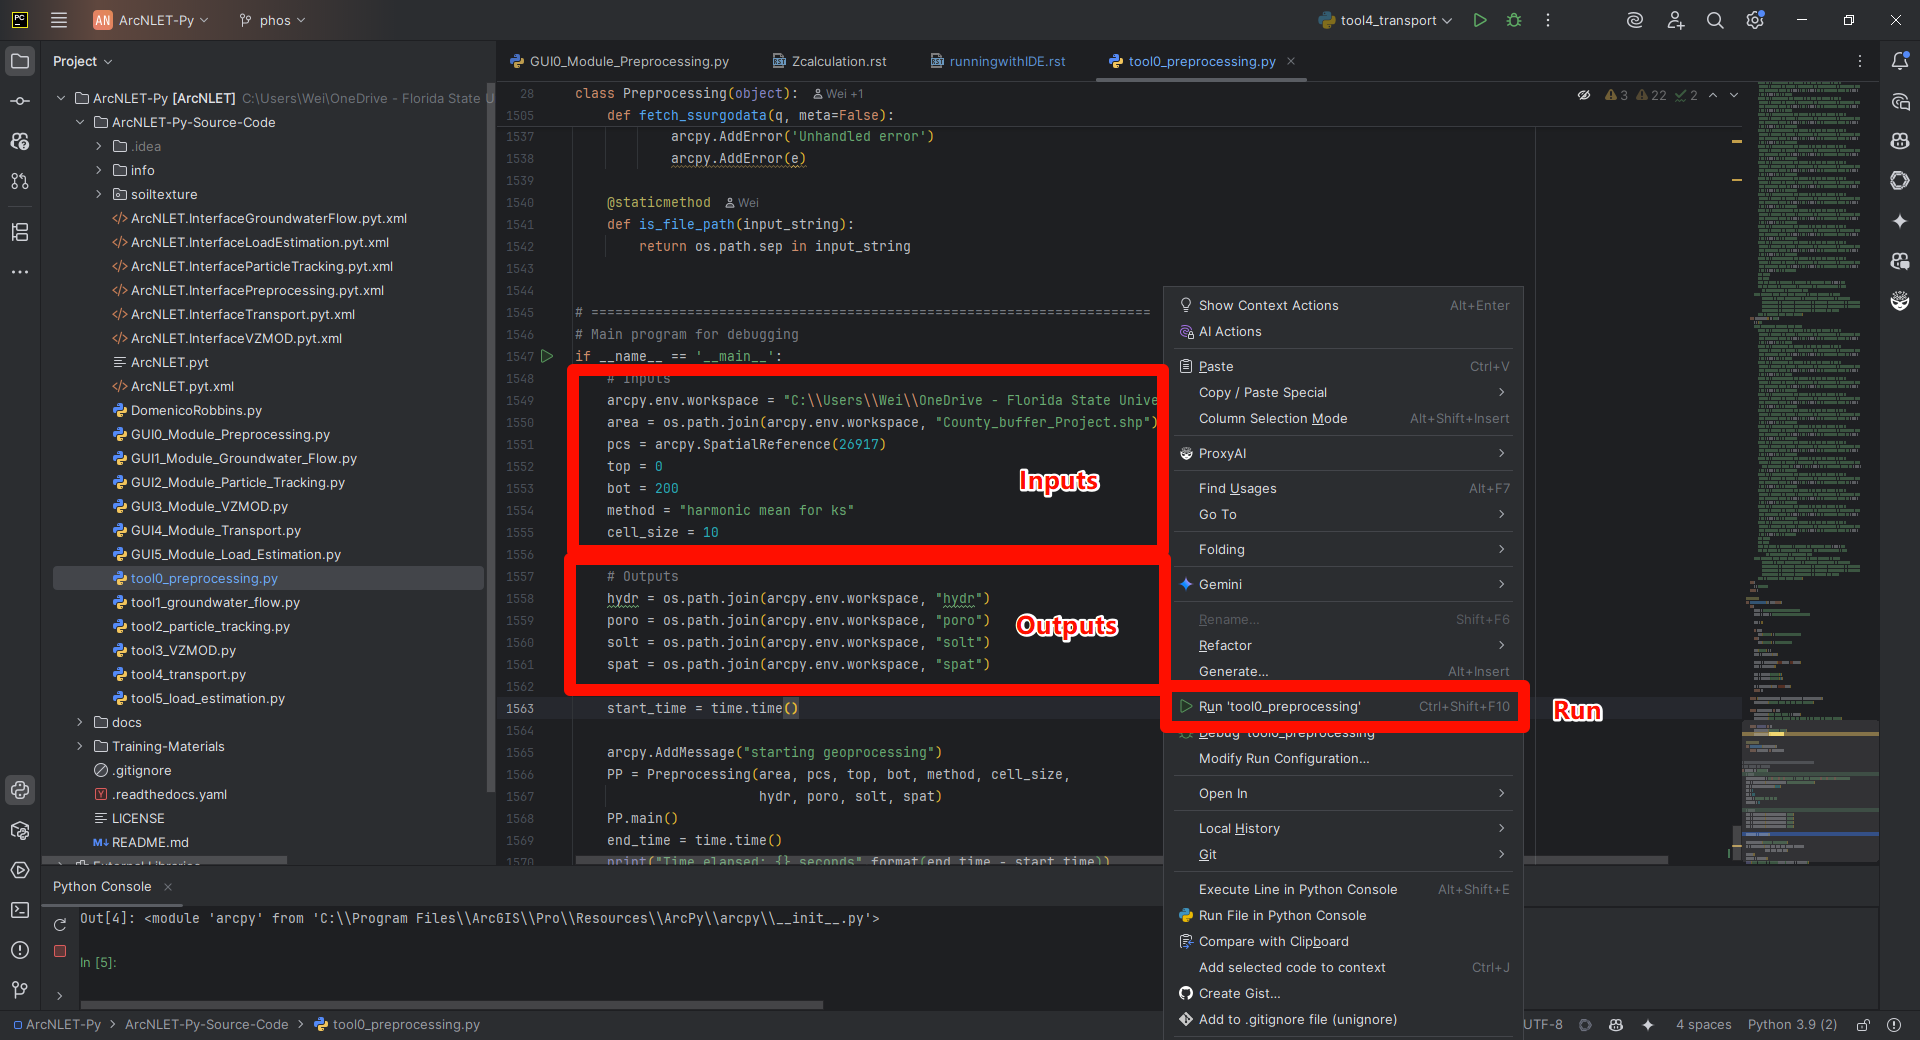 PC
AN ArcNLET-Py
phos
tool4_transport
Project
GUI0_Module_Preprocessing.py
Zcalculation.rst
runningwithIDE.rst
tool0_preprocessing.py
ArcNLET-Py [ArcNLET] C:\Users\Wei\OneDrive - Florida State U
ArcNLET-Py-Source-Code
.idea
info
soiltexture
ArcNLET.InterfaceGroundwaterFlow.pyt.xml
ArcNLET.InterfaceLoadEstimation.pyt.xml
ArcNLET.InterfaceParticleTracking.pyt.xml
ArcNLET.InterfacePreprocessing.pyt.xml
ArcNLET.InterfaceTransport.pyt.xml
ArcNLET.InterfaceVZMOD.pyt.xml
ArcNLET.pyt
ArcNLET.pyt.xml
DomenicoRobbins.py
GUI0_Module_Preprocessing.py
GUI1_Module_Groundwater_Flow.py
GUI2_Module_Particle_Tracking.py
GUI3_Module_VZMOD.py
GUI4_Module_Transport.py
GUI5_Module_Load_Estimation.py
tool0_preprocessing.py
tool1_groundwater_flow.py
tool2_particle_tracking.py
tool3_VZMOD.py
tool4_transport.py
tool5_load_estimation.py
docs
Training-Materials
.gitignore
.readthedocs.yaml
LICENSE
README.md
External Libraries
28 class Preprocessing(object): Wei +1
3 22 2
1505 def fetch_ssurgodata(q, meta=False):
1537 arcpy.AddError('Unhandled error')
1538 arcpy.AddError(e)
1539
1540 @staticmethod Wei
1541 def is_file_path(input_string):
1542 return os.path.sep in input_string
1543
1544
1545 # ======================================================================
1546 # Main program for debugging
1547 if __name__ == '__main__':
1548 # Inputs
1549 arcpy.env.workspace = "C:\\Users\\Wei\\OneDrive - Florida State Unive
1550 area = os.path.join(arcpy.env.workspace, "County_buffer_Project.shp")
1551 pcs = arcpy.SpatialReference(26917)
1552 top = 0
1553 bot = 200
1554 method = "harmonic mean for ks"
1555 cell_size = 10
1556
1557 # Outputs
1558 hydr = os.path.join(arcpy.env.workspace, "hydr")
1559 poro = os.path.join(arcpy.env.workspace, "poro")
1560 solt = os.path.join(arcpy.env.workspace, "solt")
1561 spat = os.path.join(arcpy.env.workspace, "spat")
1562
1563 start_time = time.time()
1564
1565 arcpy.AddMessage("starting geoprocessing")
1566 PP = Preprocessing(area, pcs, top, bot, method, cell_size,
1567 hydr, poro, solt, spat)
1568 PP.main()
1569 end_time = time.time()
1570 print("Time elapsed: {} seconds".format(end_time - start_time))
Inputs
Outputs
Run
Show Context Actions Alt+Enter
AI Actions
Paste Ctrl+V
Copy / Paste Special
Column Selection Mode Alt+Shift+Insert
ProxyAI
Find Usages Alt+F7
Go To
Folding
Gemini
Rename... Shift+F6
Refactor
Generate... Alt+Insert
Run 'tool0_preprocessing' Ctrl+Shift+F10
Debug 'tool0_preprocessing'
Modify Run Configuration...
Open In
Local History
Git
Execute Line in Python Console Alt+Shift+E
Run File in Python Console
Compare with Clipboard
Add selected code to context Ctrl+J
Create Gist...
Add to .gitignore file (unignore)
Python Console
Out[4]: <module 'arcpy' from 'C:\\Program Files\\ArcGIS\\Pro\\Resources\\ArcPy\\arcpy\\__init__.py'>
In [5]:
ArcNLET-Py > ArcNLET-Py-Source-Code > tool0_preprocessing.py
UTF-8 4 spaces Python 3.9 (2)